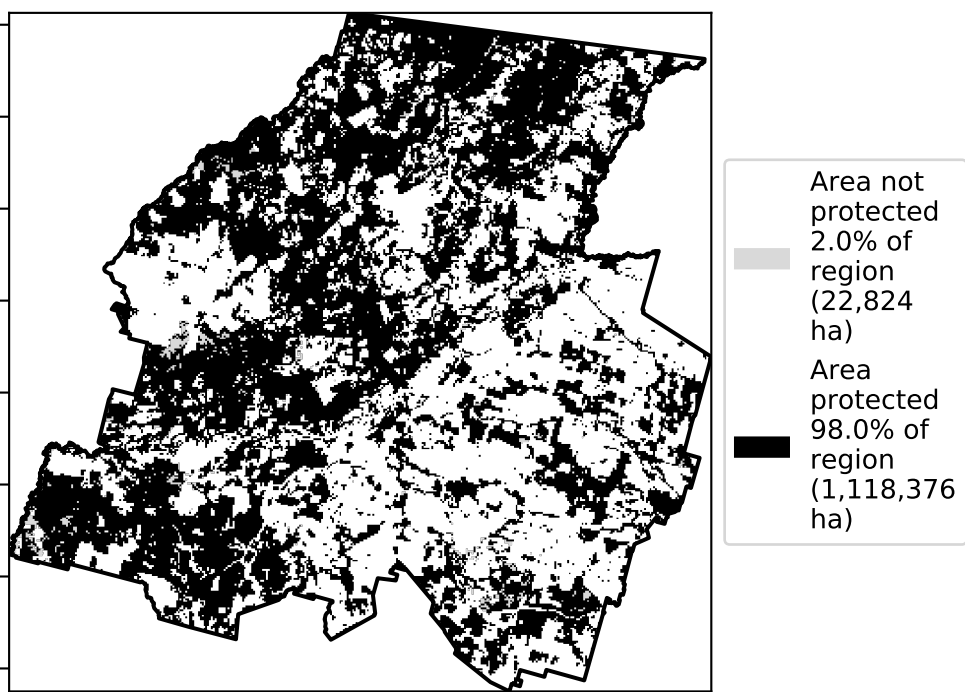 Area not
protected
2.0% of
region
(22,824
ha)
Area
protected
98.0% of
region
(1,118,376
ha)